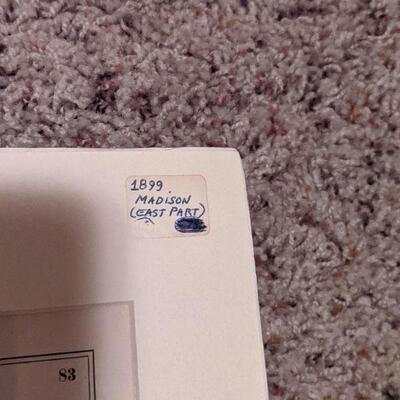 1899.
MADISON
(EAST PART)
83